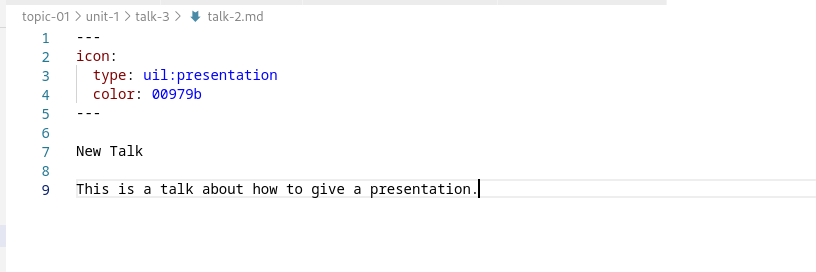 topic-01 > unit-1 > talk-3 > talk-2.md
1 ---
2 icon:
3   type: uil:presentation
4   color: 00979b
5 ---
6
7 New Talk
8
9 This is a talk about how to give a presentation.